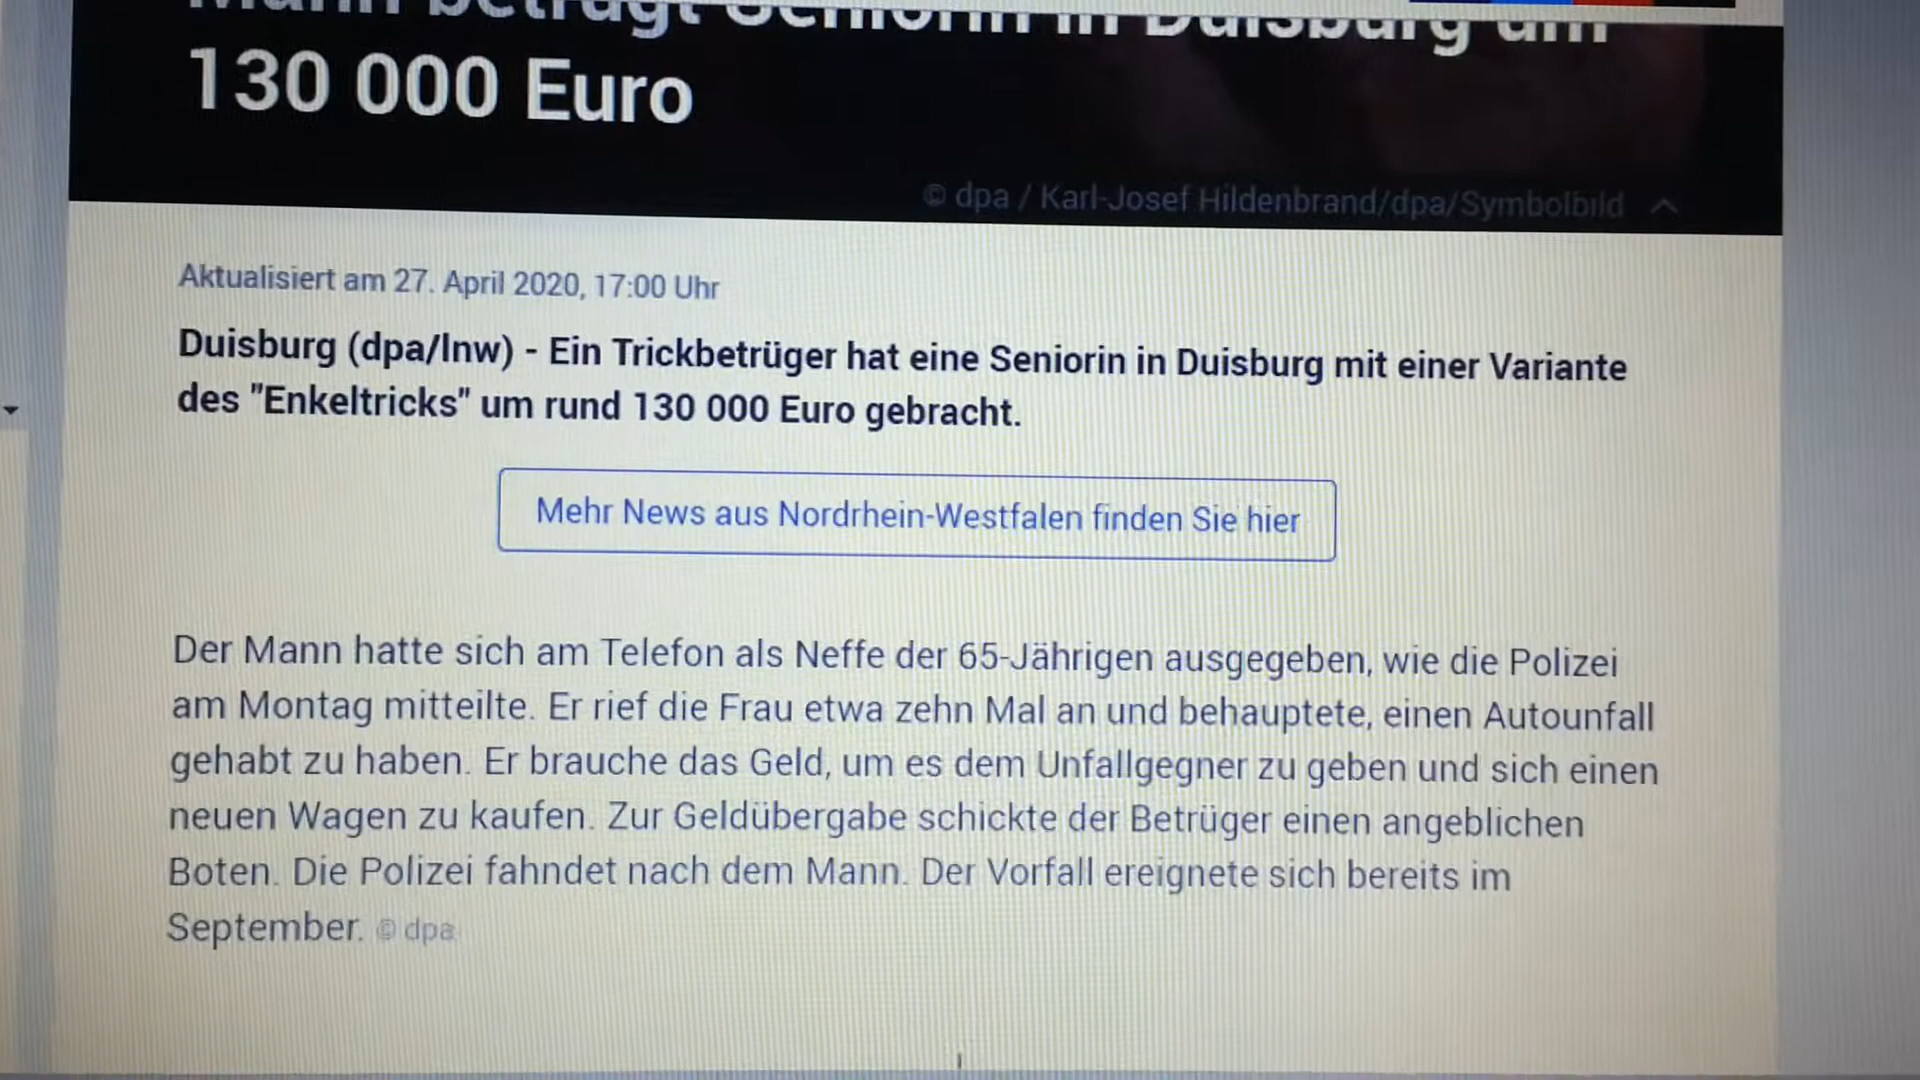 Mann betrügt Seniorin in Duisburg um
130 000 Euro
© dpa / Karl-Josef Hildenbrand/dpa/Symbolbild
Aktualisiert am 27. April 2020, 17:00 Uhr
Duisburg (dpa/lnw) - Ein Trickbetrüger hat eine Seniorin in Duisburg mit einer Variante
des "Enkeltricks" um rund 130 000 Euro gebracht.
Mehr News aus Nordrhein-Westfalen finden Sie hier
Der Mann hatte sich am Telefon als Neffe der 65-Jährigen ausgegeben, wie die Polizei
am Montag mitteilte. Er rief die Frau etwa zehn Mal an und behauptete, einen Autounfall
gehabt zu haben. Er brauche das Geld, um es dem Unfallgegner zu geben und sich einen
neuen Wagen zu kaufen. Zur Geldübergabe schickte der Betrüger einen angeblichen
Boten. Die Polizei fahndet nach dem Mann. Der Vorfall ereignete sich bereits im
September. © dpa